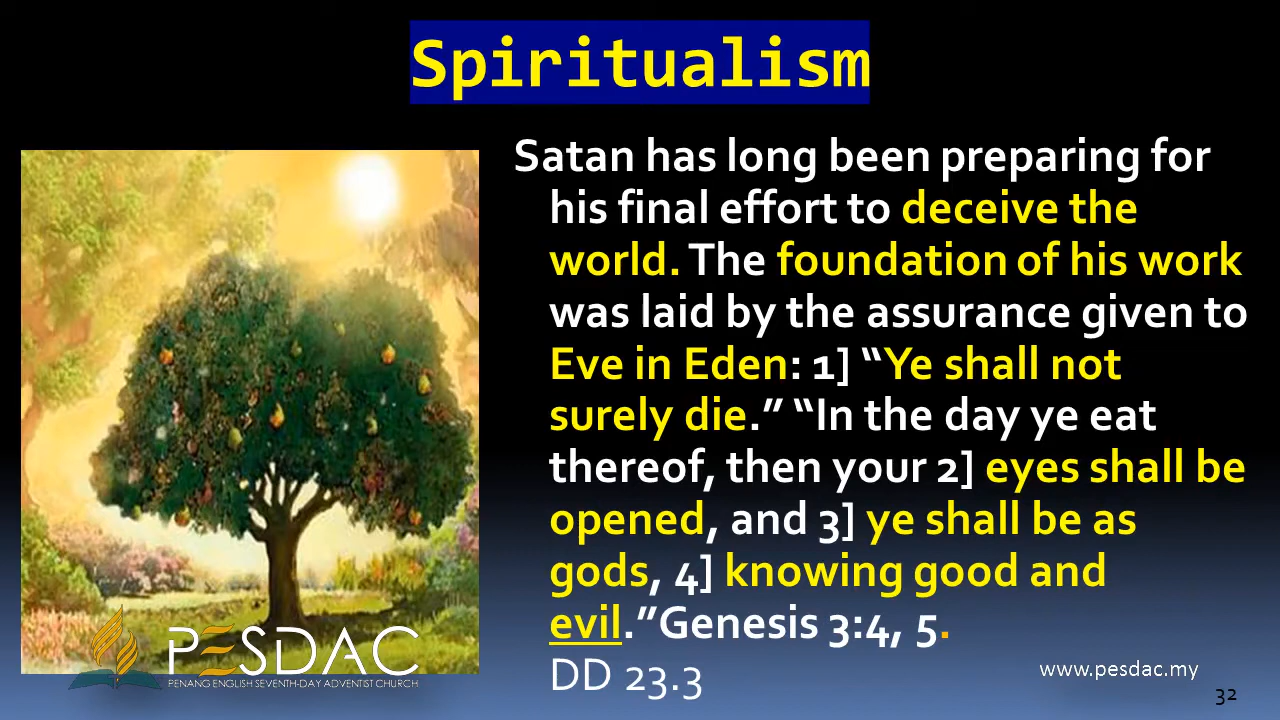 Spiritualism
Satan has long been preparing for
his final effort to deceive the
world. The foundation of his work
was laid by the assurance given to
Eve in Eden: 1] “Ye shall not
surely die.” “In the day ye eat
thereof, then your 2] eyes shall be
opened, and 3] ye shall be as
gods, 4] knowing good and
evil.”Genesis 3:4, 5.
DD 23.3
PESDAC
PENANG ENGLISH SEVENTH-DAY ADVENTIST CHURCH
www.pesdac.my
32